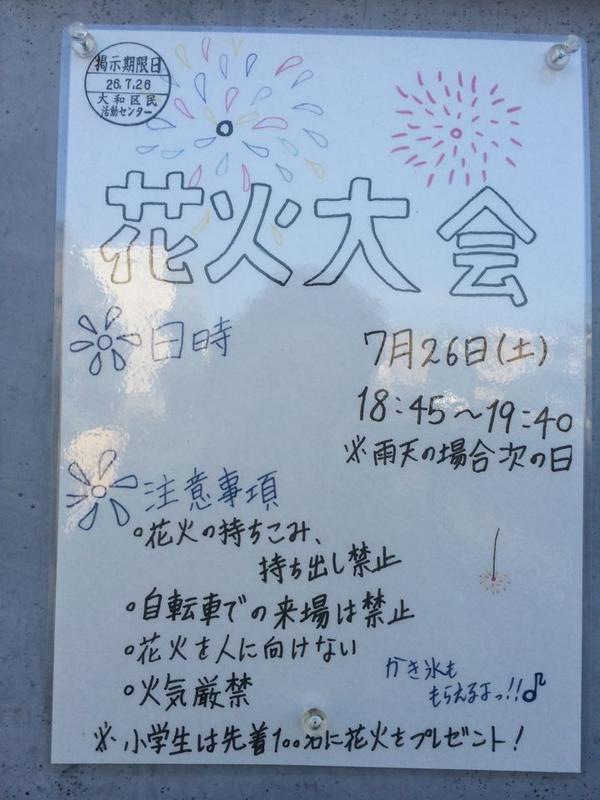 掲示期限日
26.7.26
大和区民
活動センター
花火大会
日時
7月26日(土)
18:45〜19:40
※雨天の場合次の日
注意事項
。花火の持ちこみ、
持ち出し禁止
。自転車での来場は禁止
。花火を人に向けない
。火気厳禁
かき氷も
もらえるよっ!!♪
※小学生は先着100名に花火をプレゼント!